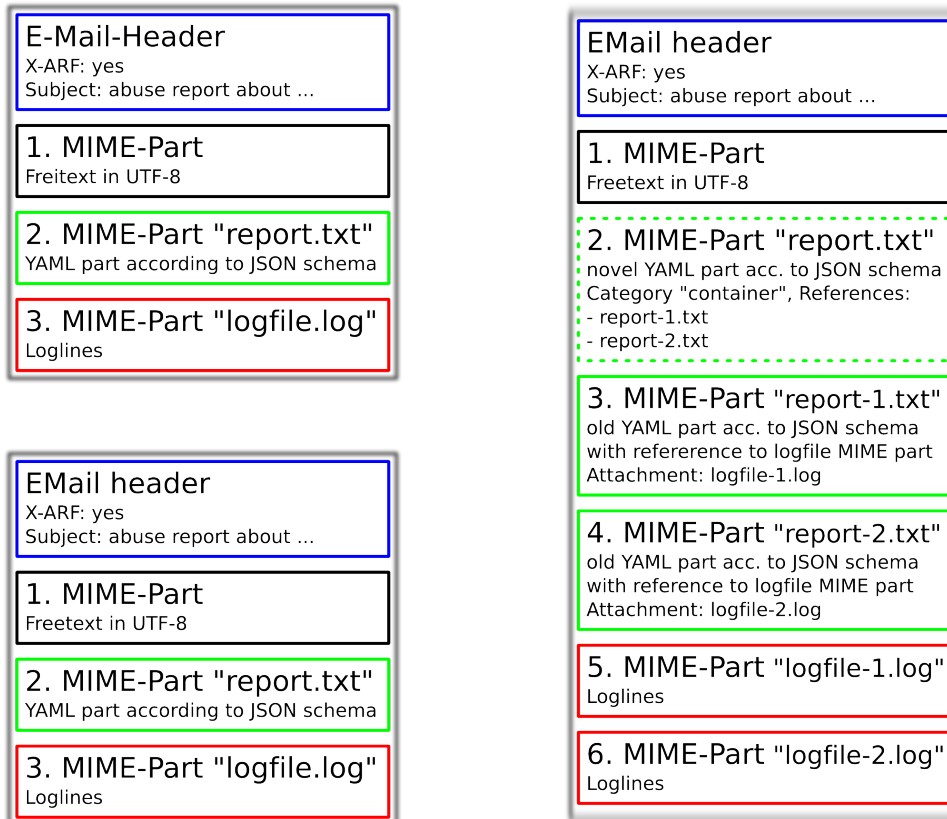 E-Mail-Header
X-ARF: yes
Subject: abuse report about ...
1. MIME-Part
Freitext in UTF-8
2. MIME-Part "report.txt"
YAML part according to JSON schema
3. MIME-Part "logfile.log"
Loglines
EMail header
X-ARF: yes
Subject: abuse report about ...
1. MIME-Part
Freetext in UTF-8
2. MIME-Part "report.txt"
YAML part according to JSON schema
3. MIME-Part "logfile.log"
Loglines
EMail header
X-ARF: yes
Subject: abuse report about ...
1. MIME-Part
Freetext in UTF-8
2. MIME-Part "report.txt"
novel YAML part acc. to JSON schema
Category "container", References:
- report-1.txt
- report-2.txt
3. MIME-Part "report-1.txt"
old YAML part acc. to JSON schema
with refererence to logfile MIME part
Attachment: logfile-1.log
4. MIME-Part "report-2.txt"
old YAML part acc. to JSON schema
with reference to logfile MIME part
Attachment: logfile-2.log
5. MIME-Part "logfile-1.log"
Loglines
6. MIME-Part "logfile-2.log"
Loglines